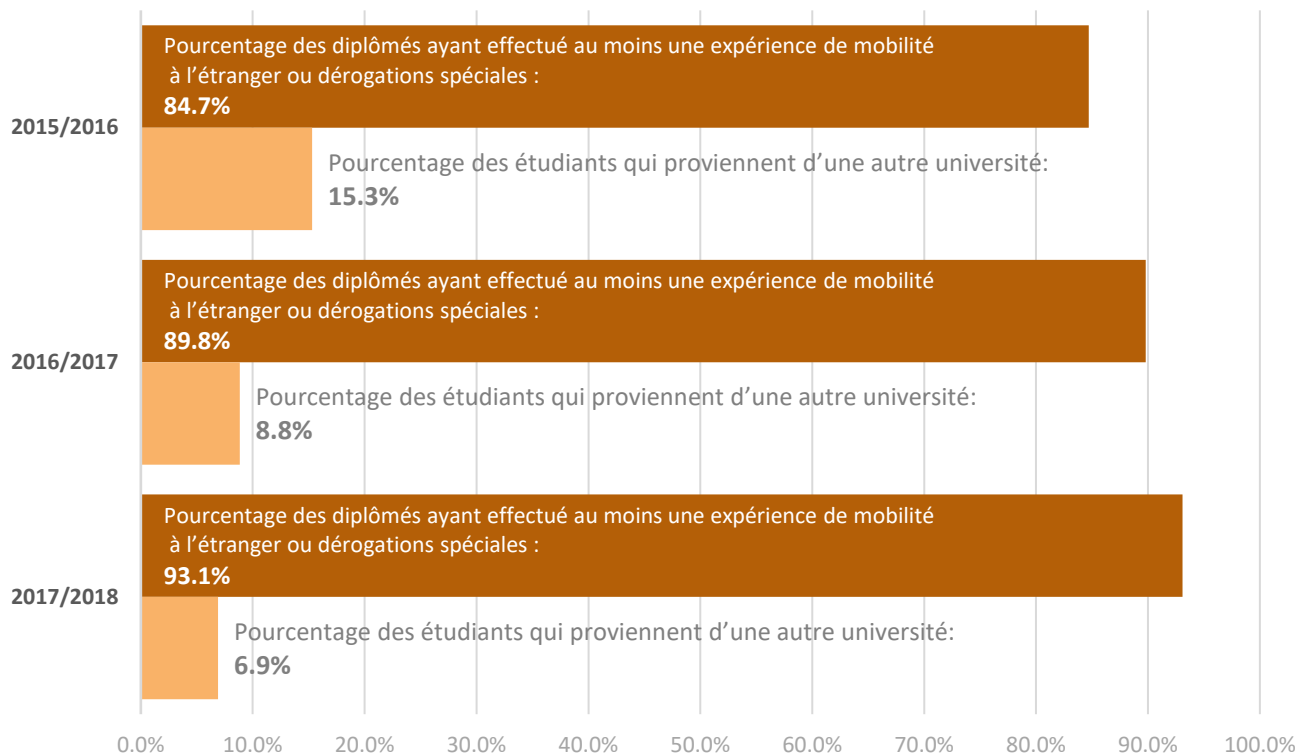 Pourcentage des diplômés ayant effectué au moins une expérience de mobilité
à l’étranger ou dérogations spéciales :
84.7%
2015/2016
Pourcentage des étudiants qui proviennent d’une autre université:
15.3%
Pourcentage des diplômés ayant effectué au moins une expérience de mobilité
à l’étranger ou dérogations spéciales :
89.8%
2016/2017
Pourcentage des étudiants qui proviennent d’une autre université:
8.8%
Pourcentage des diplômés ayant effectué au moins une expérience de mobilité
à l’étranger ou dérogations spéciales :
93.1%
2017/2018
Pourcentage des étudiants qui proviennent d’une autre université:
6.9%
0.0% 10.0% 20.0% 30.0% 40.0% 50.0% 60.0% 70.0% 80.0% 90.0% 100.0%